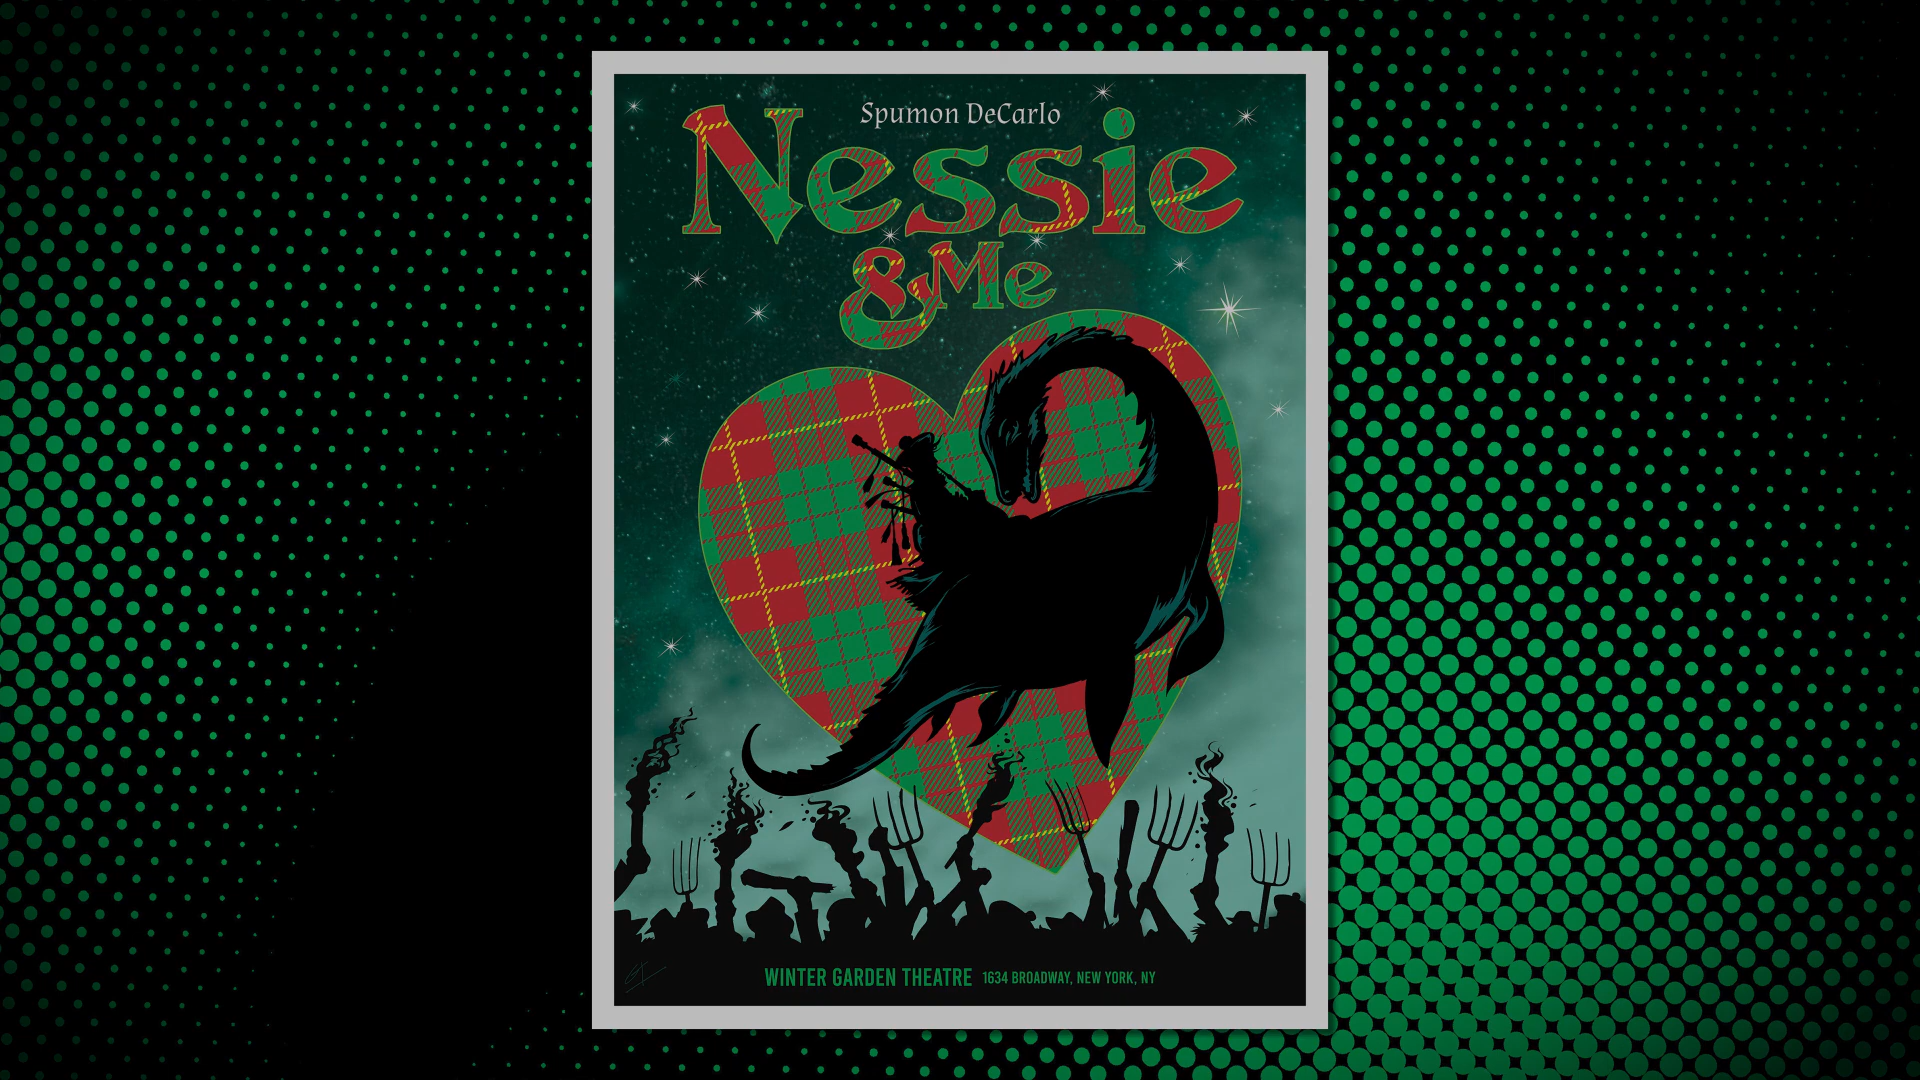 Spumon DeCarlo
Nessie
& Me
WINTER GARDEN THEATRE 1634 BROADWAY, NEW YORK, NY